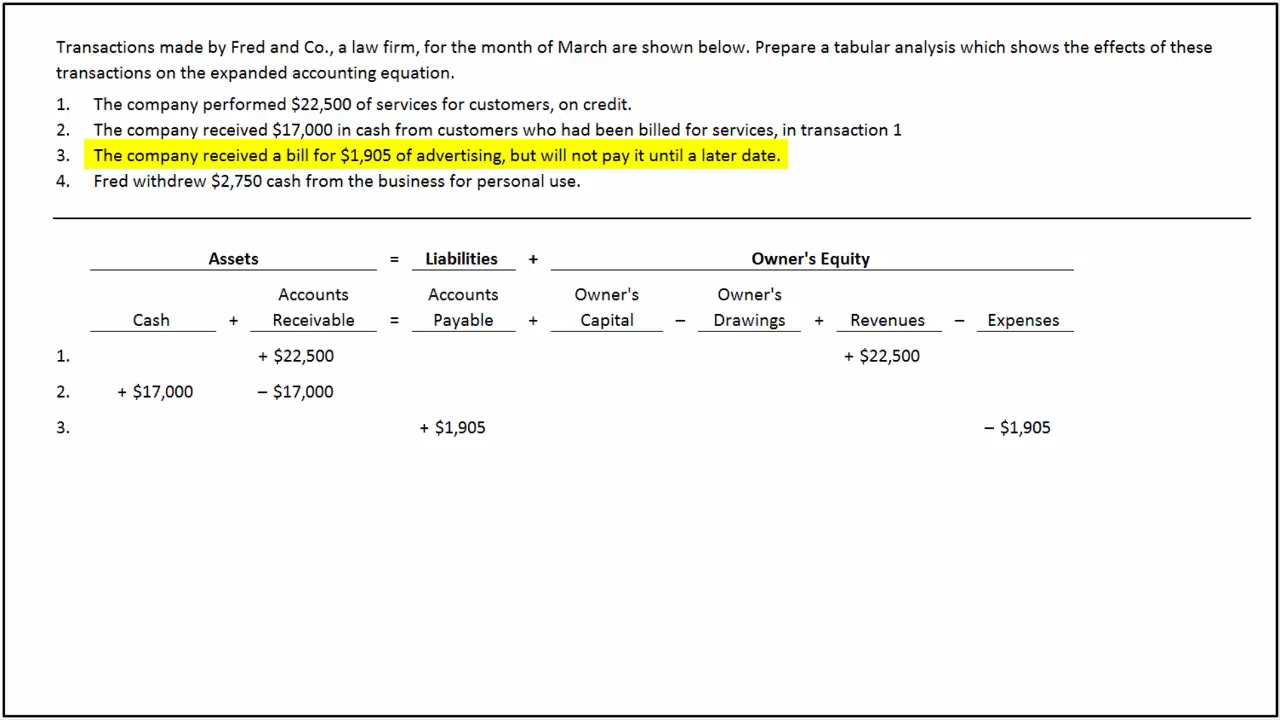 Transactions made by Fred and Co., a law firm, for the month of March are shown below. Prepare a tabular analysis which shows the effects of these
transactions on the expanded accounting equation.
1. The company performed $22,500 of services for customers, on credit.
2. The company received $17,000 in cash from customers who had been billed for services, in transaction 1
3. The company received a bill for $1,905 of advertising, but will not pay it until a later date.
4. Fred withdrew $2,750 cash from the business for personal use.
Assets = Liabilities + Owner's Equity
Accounts Accounts Owner's Owner's
Cash + Receivable = Payable + Capital – Drawings + Revenues – Expenses
1. + $22,500 + $22,500
2. + $17,000 – $17,000
3. + $1,905 – $1,905